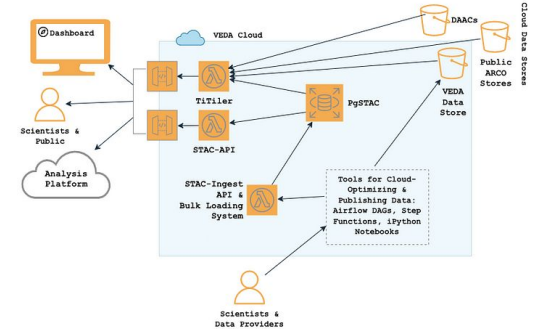 Dashboard
VEDA Cloud
DAACs
Cloud Data Stores
Public
ARCO
Stores
TiTiler
VEDA
Data
Store
PgSTAC
Scientists &
Public
STAC-API
Analysis
Platform
STAC-Ingest
API &
Bulk Loading
System
Tools for Cloud-
Optimizing &
Publishing Data:
Airflow DAGs, Step
Functions, iPython
Notebooks
Scientists &
Data Providers